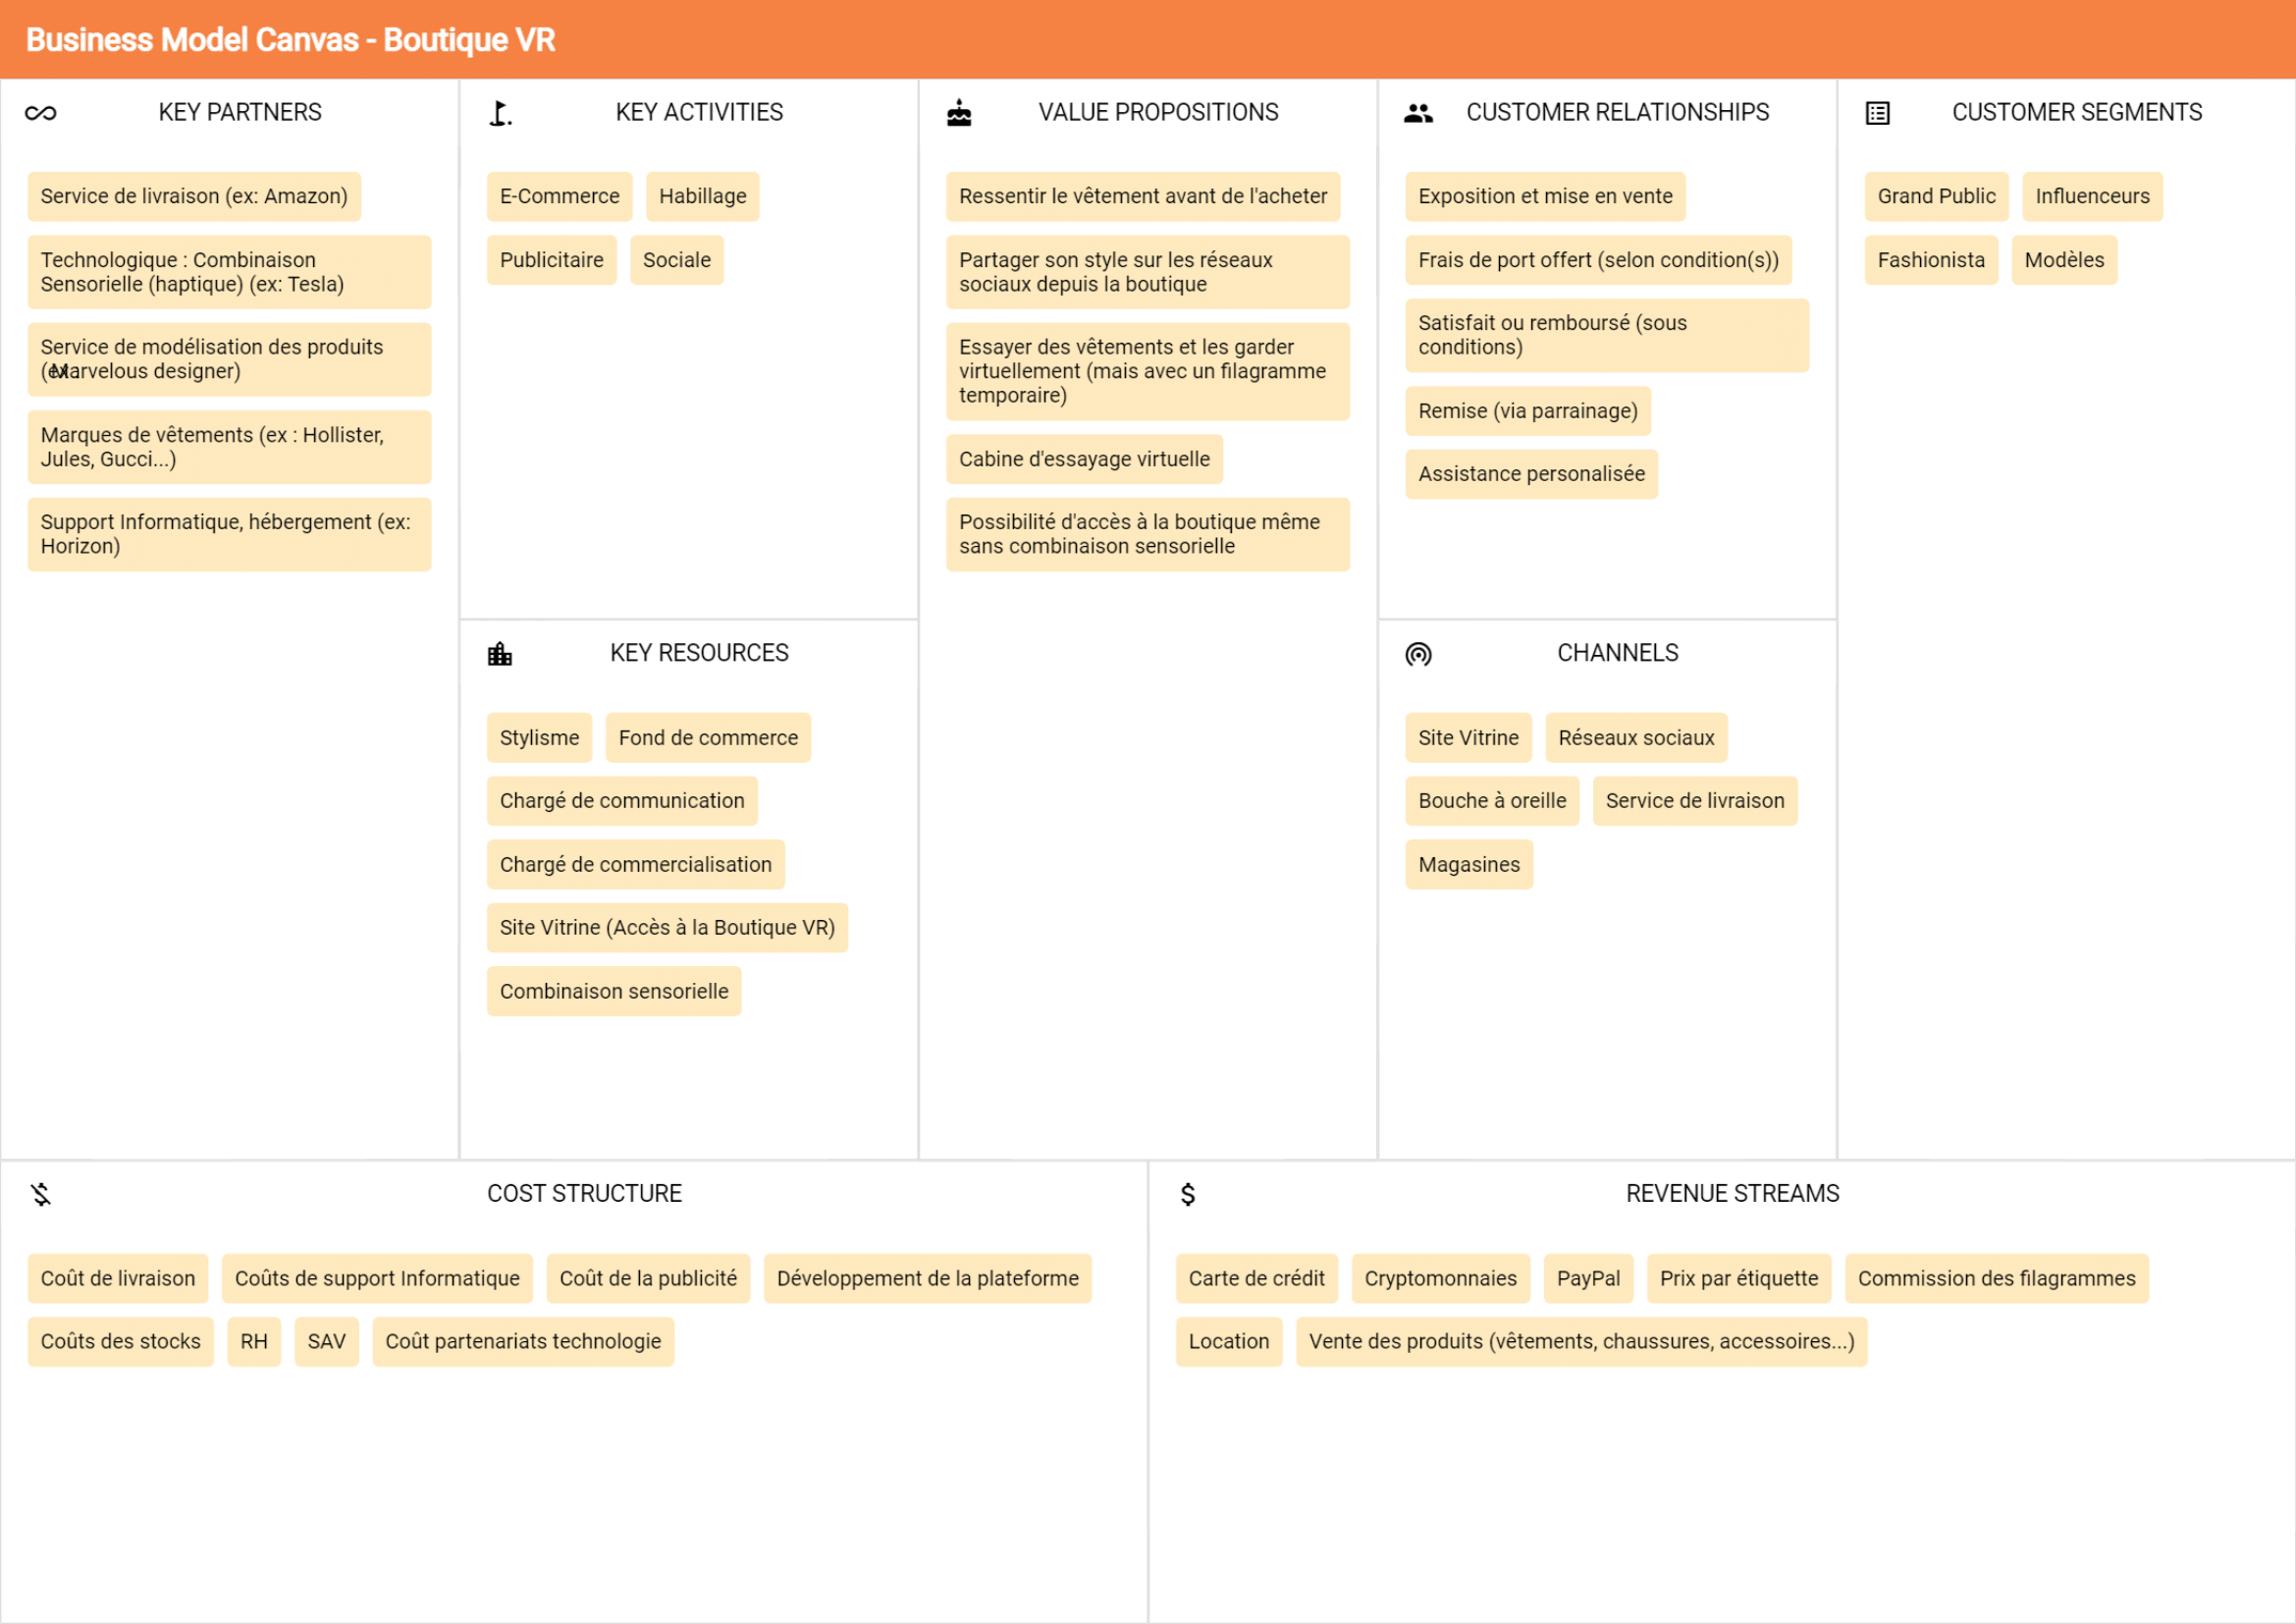 Business Model Canvas - Boutique VR
KEY PARTNERS
Service de livraison (ex: Amazon)
Technologique : Combinaison
Sensorielle (haptique) (ex: Tesla)
Service de modélisation des produits
(ex: Marvelous designer)
Marques de vêtements (ex : Hollister,
Jules, Gucci...)
Support Informatique, hébergement (ex:
Horizon)
KEY ACTIVITIES
E-Commerce
Habillage
Publicitaire
Sociale
KEY RESOURCES
Stylisme
Fond de commerce
Chargé de communication
Chargé de commercialisation
Site Vitrine (Accès à la Boutique VR)
Combinaison sensorielle
VALUE PROPOSITIONS
Ressentir le vêtement avant de l'acheter
Partager son style sur les réseaux
sociaux depuis la boutique
Essayer des vêtements et les garder
virtuellement (mais avec un filagramme
temporaire)
Cabine d'essayage virtuelle
Possibilité d'accès à la boutique même
sans combinaison sensorielle
CUSTOMER RELATIONSHIPS
Exposition et mise en vente
Frais de port offert (selon condition(s))
Satisfait ou remboursé (sous
conditions)
Remise (via parrainage)
Assistance personalisée
CHANNELS
Site Vitrine
Réseaux sociaux
Bouche à oreille
Service de livraison
Magasines
CUSTOMER SEGMENTS
Grand Public
Influenceurs
Fashionista
Modèles
COST STRUCTURE
Coût de livraison
Coûts de support Informatique
Coût de la publicité
Développement de la plateforme
Coûts des stocks
RH
SAV
Coût partenariats technologie
REVENUE STREAMS
Carte de crédit
Cryptomonnaies
PayPal
Prix par étiquette
Commission des filagrammes
Location
Vente des produits (vêtements, chaussures, accessoires...)